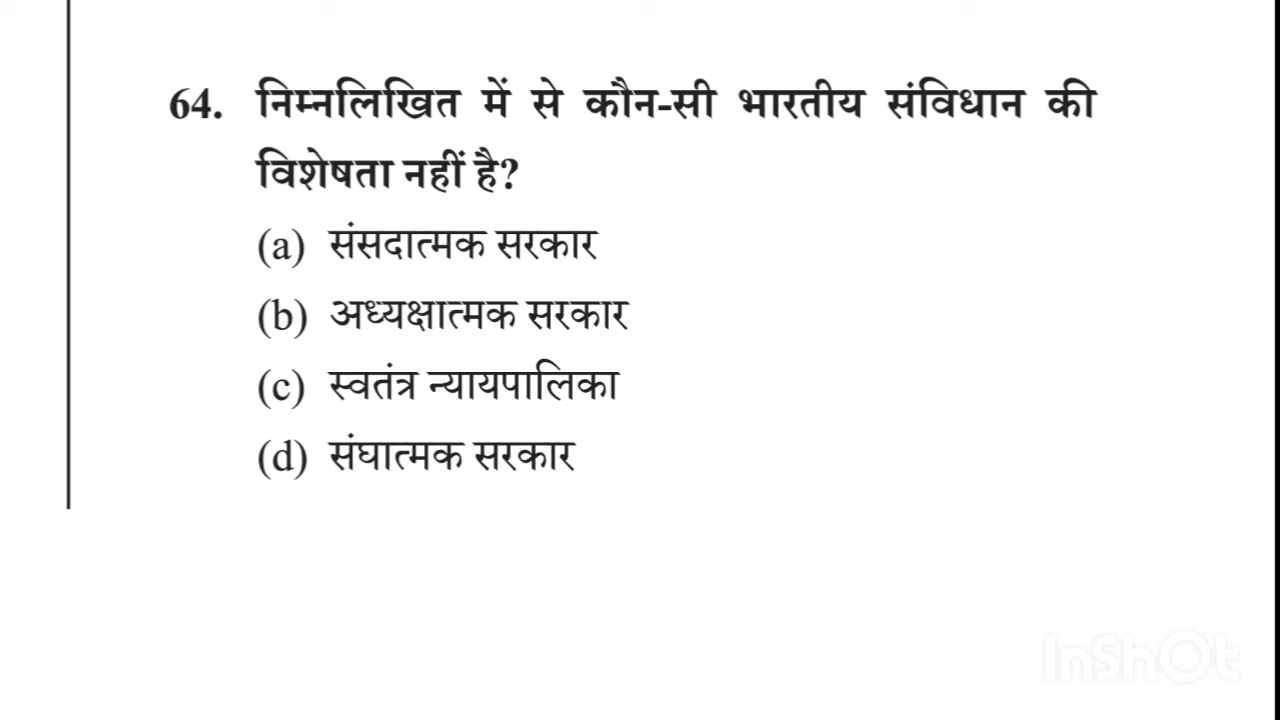 64. निम्नलिखित में से कौन-सी भारतीय संविधान की
विशेषता नहीं है?
(a) संसदात्मक सरकार
(b) अध्यक्षात्मक सरकार
(c) स्वतंत्र न्यायपालिका
(d) संघात्मक सरकार
InShOt